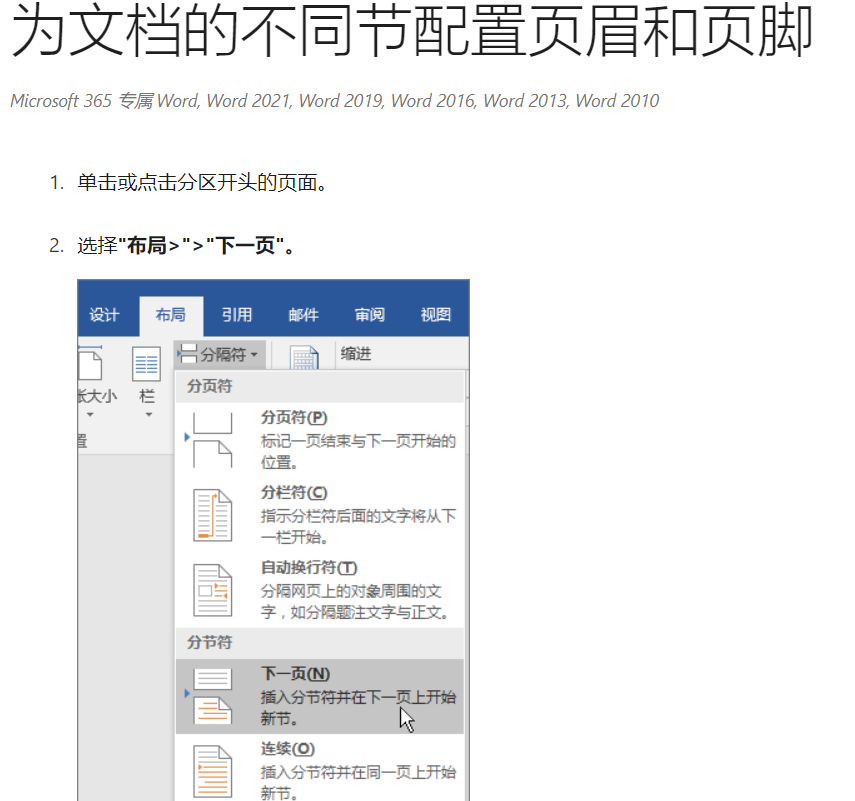 为文档的不同节配置页眉和页脚
Microsoft 365 专属 Word, Word 2021, Word 2019, Word 2016, Word 2013, Word 2010
1. 单击或点击分区开头的页面。
2. 选择"布局>">"下一页"。
设计 布局 引用 邮件 审阅 视图
分隔符 缩进
大小 栏
置
分页符
分页符(P)
标记一页结束与下一页开始的
位置。
分栏符(C)
指示分栏符后面的文字将从下
一栏开始。
自动换行符(T)
分隔网页上的对象周围的文
字，如分隔题注文字与正文。
分节符
下一页(N)
插入分节符并在下一页上开始
新节。
连续(O)
插入分节符并在同一页上开始
新节。